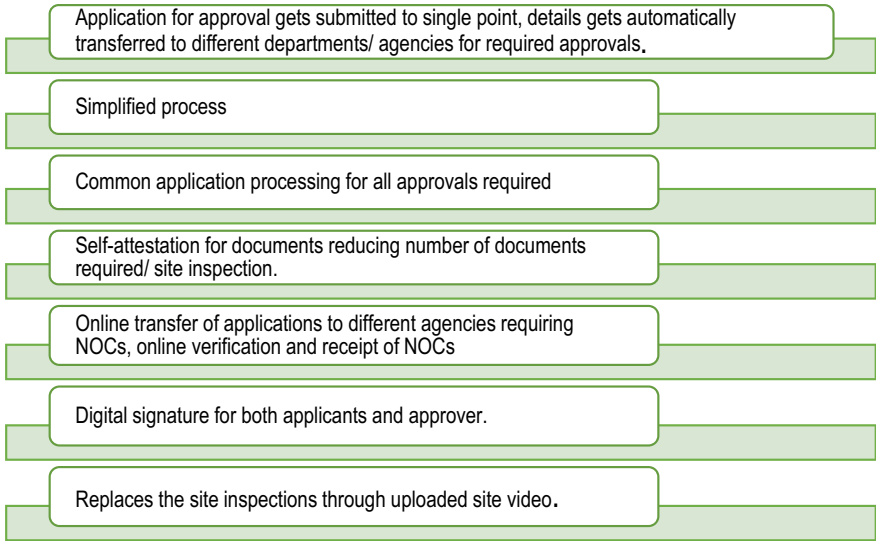 Application for approval gets submitted to single point, details gets automatically
transferred to different departments/ agencies for required approvals.
Simplified process
Common application processing for all approvals required
Self-attestation for documents reducing number of documents
required/ site inspection.
Online transfer of applications to different agencies requiring
NOCs, online verification and receipt of NOCs
Digital signature for both applicants and approver.
Replaces the site inspections through uploaded site video.